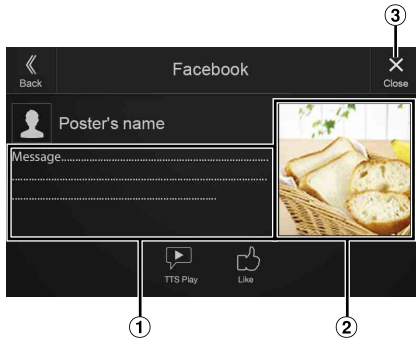 ③
Back
Facebook
Close
Poster's name
Message....................................................................
..................................................................................
.................................................................
TTS Play
Like
①
②